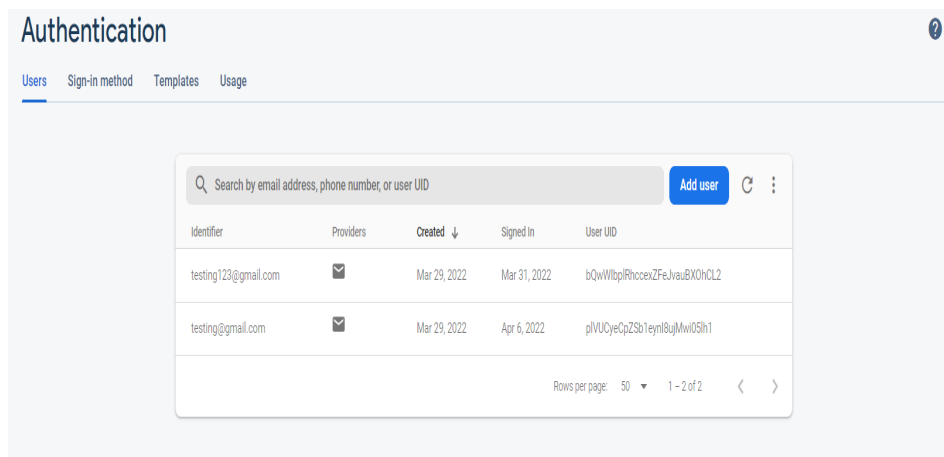 Authentication
Users Sign-in method Templates Usage
Search by email address, phone number, or user UID Add user
Identifier Providers Created Signed In User UID
testing123@gmail.com Mar 29, 2022 Mar 31, 2022
testing@gmail.com Mar 29, 2022 Apr 6, 2022
Rows per page: 50 1 – 2 of 2